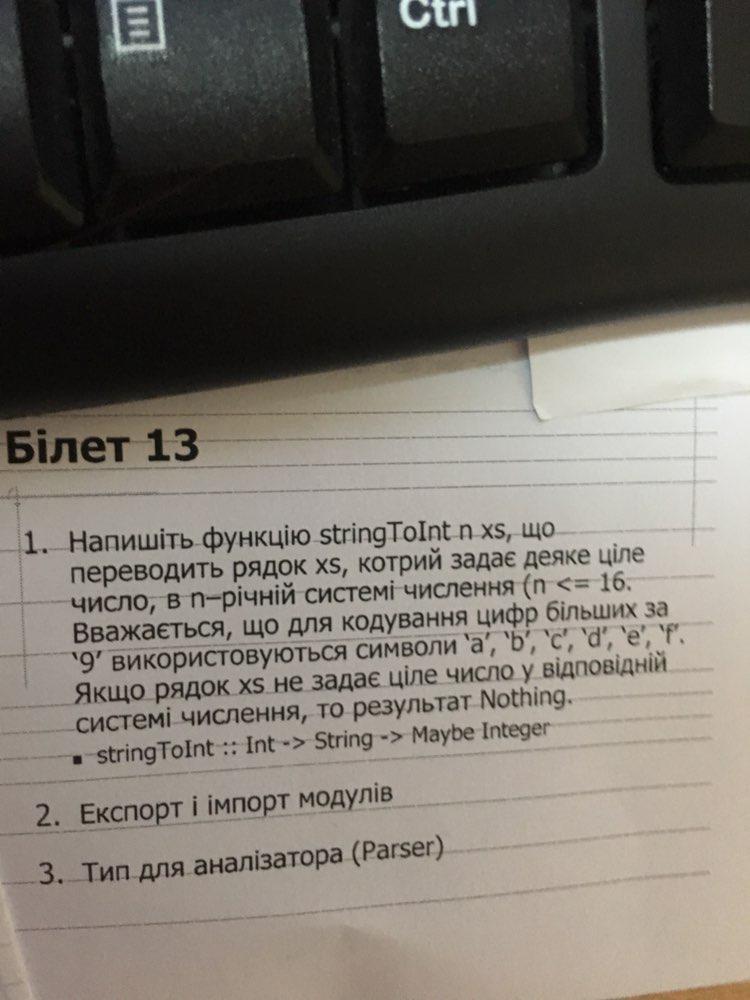 Ctrl
Білет 13
1. Напишіть функцію stringToInt n xs, що
переводить рядок xs, котрий задає деяке ціле
число, в n–річній системі числення (n <= 16.
Вважається, що для кодування цифр більших за
‘9’ використовуються символи ‘a’, ‘b’, ‘c’, ‘d’, ‘e’, ‘f’.
Якщо рядок xs не задає ціле число у відповідній
системі числення, то результат Nothing.
▪ stringToInt :: Int -> String -> Maybe Integer
2. Експорт і імпорт модулів
3. Тип для аналізатора (Parser)